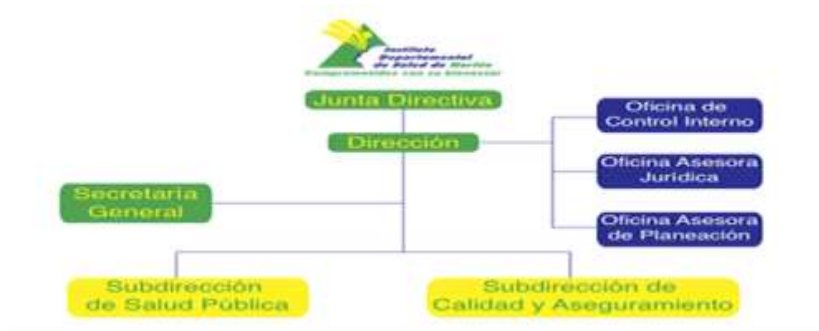 Instituto
Departamental
de Salud de Nariño
Comprometidos con su bienestar
Junta Directiva
Dirección
Oficina de
Control Interno
Oficina Asesora
Jurídica
Oficina Asesora
de Planeación
Secretaría
General
Subdirección
de Salud Pública
Subdirección de
Calidad y Aseguramiento